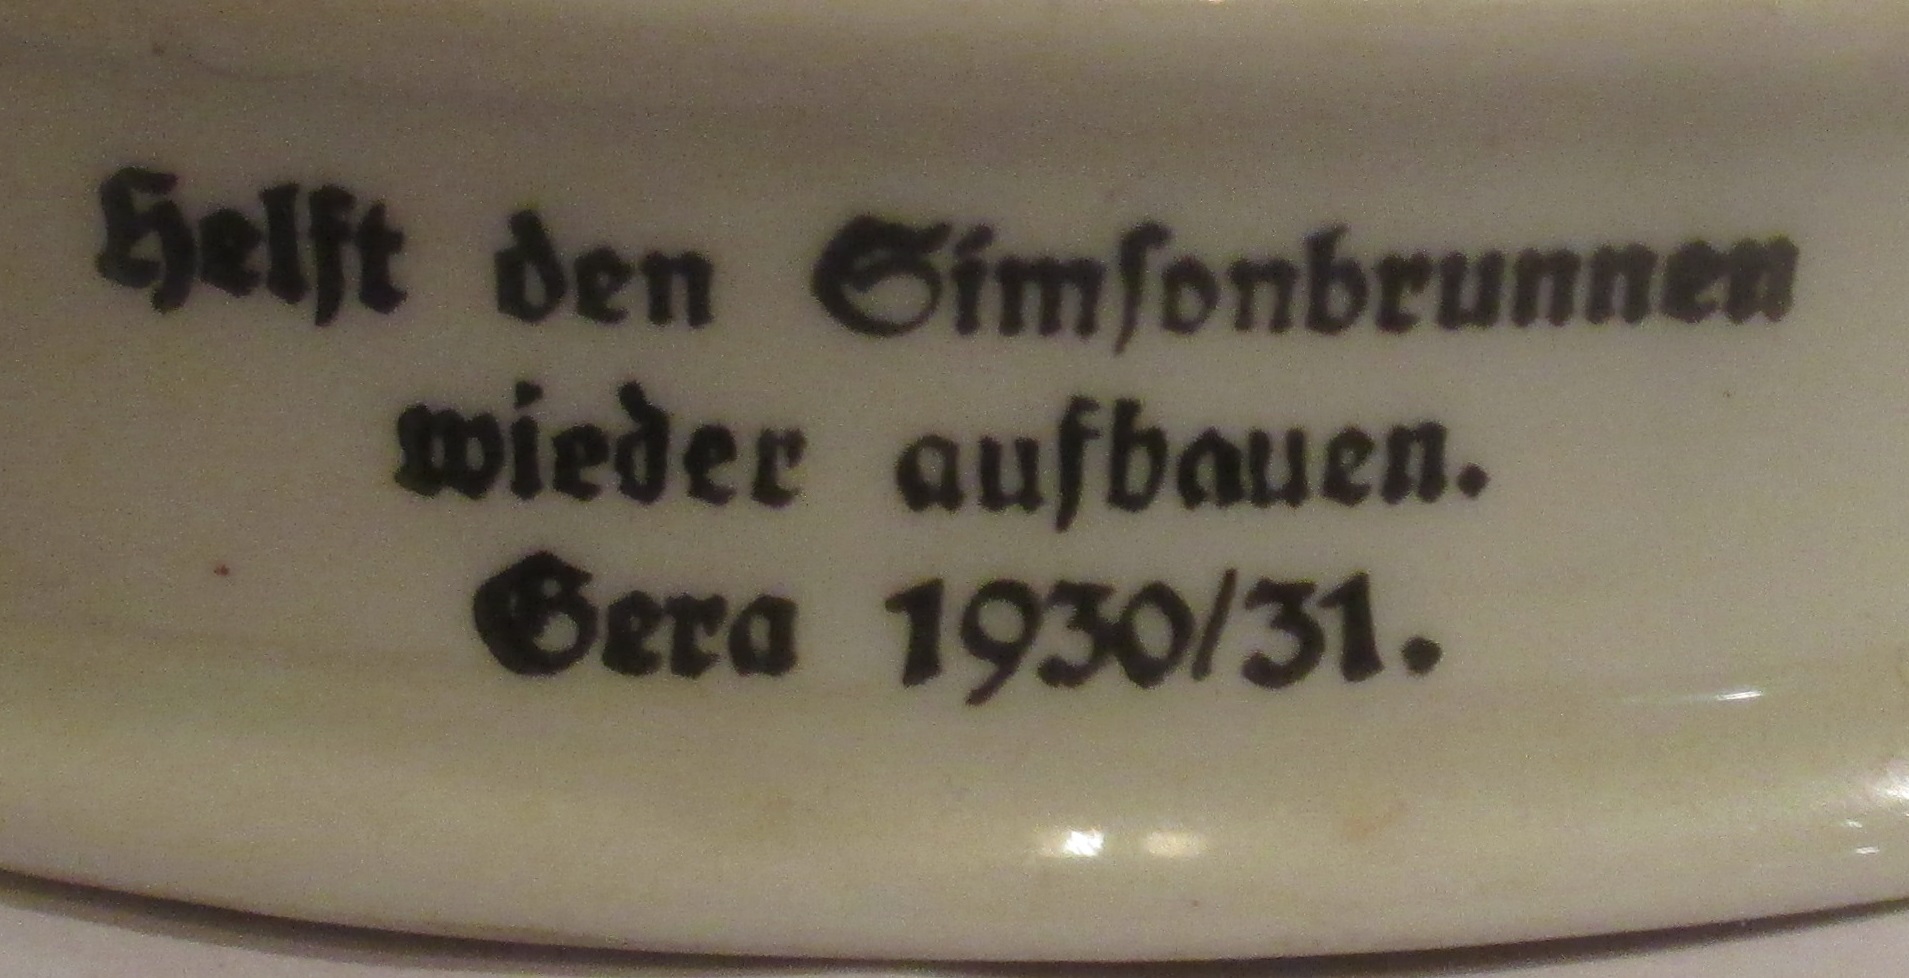 Helft den Simſonbrunnen
wieder aufbauen.
Gera 1930/31.